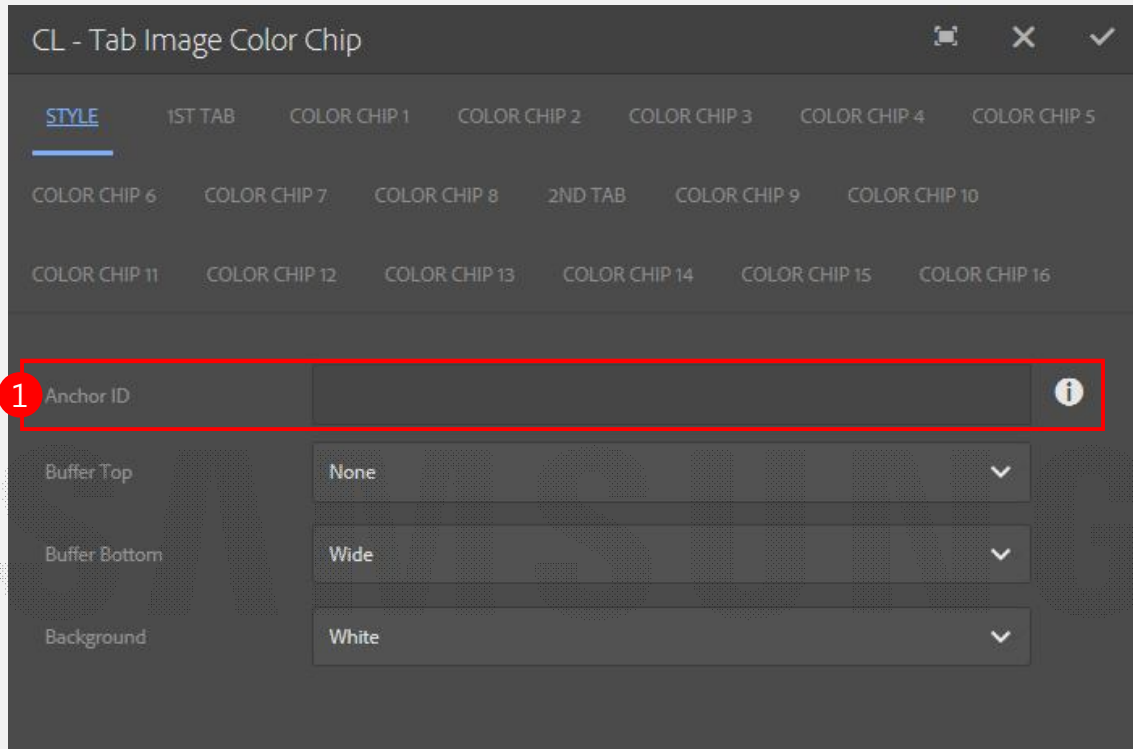 CL - Tab Image Color Chip
STYLE 1ST TAB COLOR CHIP 1 COLOR CHIP 2 COLOR CHIP 3 COLOR CHIP 4 COLOR CHIP 5
COLOR CHIP 6 COLOR CHIP 7 COLOR CHIP 8 2ND TAB COLOR CHIP 9 COLOR CHIP 10
COLOR CHIP 11 COLOR CHIP 12 COLOR CHIP 13 COLOR CHIP 14 COLOR CHIP 15 COLOR CHIP 16
1 Anchor ID
Buffer Top None
SAMSUNG
Buffer Bottom Wide
Background White